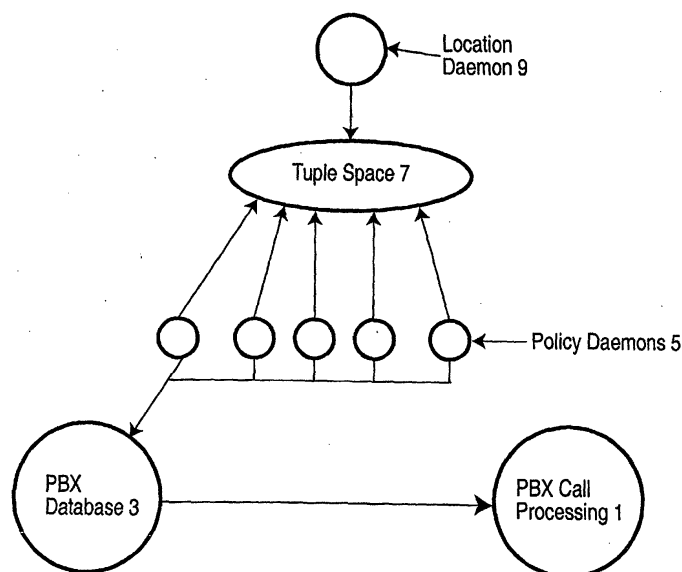 Location
Daemon 9
Tuple Space 7
Policy Daemons 5
PBX
Database 3
PBX Call
Processing 1